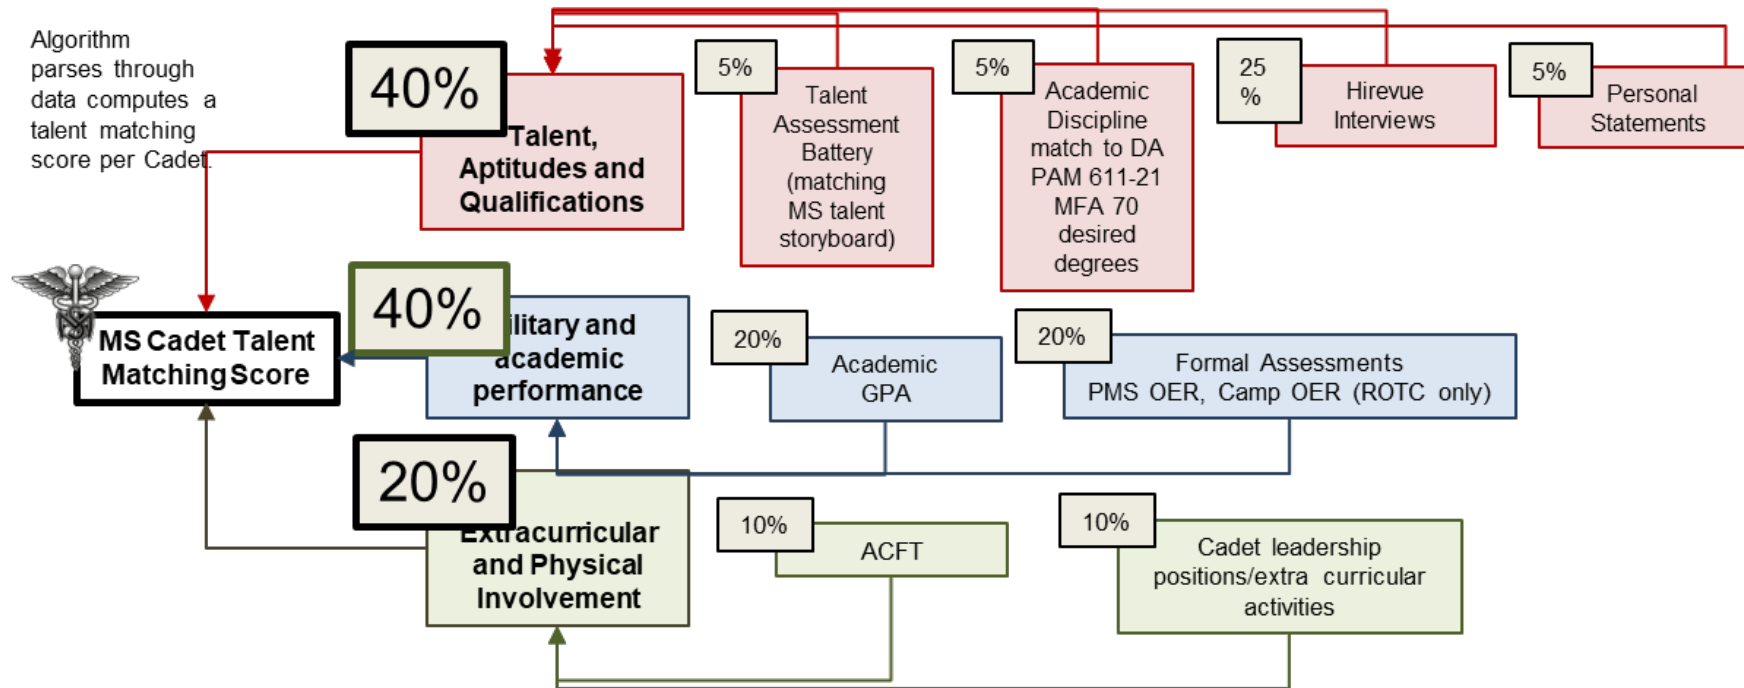 Algorithm
parses through
data computes a
talent matching
score per Cadet.
40%
Talent,
Aptitudes and
Qualifications
5%
Talent
Assessment
Battery
(matching
MS talent
storyboard)
5%
Academic
Discipline
match to DA
PAM 611-21
MFA 70
desired
degrees
25
%
Hirevue
Interviews
5%
Personal
Statements
MS Cadet Talent
Matching Score
40%
ilitary and
academic
performance
20%
Academic
GPA
20%
Formal Assessments
PMS OER, Camp OER (ROTC only)
20%
Extracurricular
and Physical
Involvement
10%
ACFT
10%
Cadet leadership
positions/extra curricular
activities